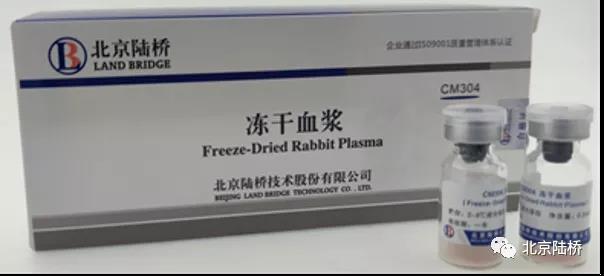 北京陆桥
LAND BRIDGE
企业通过ISO9001质量管理体系认证
CM304
冻干血浆
Freeze-Dried Rabbit Plasma
北京陆桥技术股份有限公司
BEIJING LAND BRIDGE TECHNOLOGY CO., LTD.
CM304 冻干血浆
北京陆桥